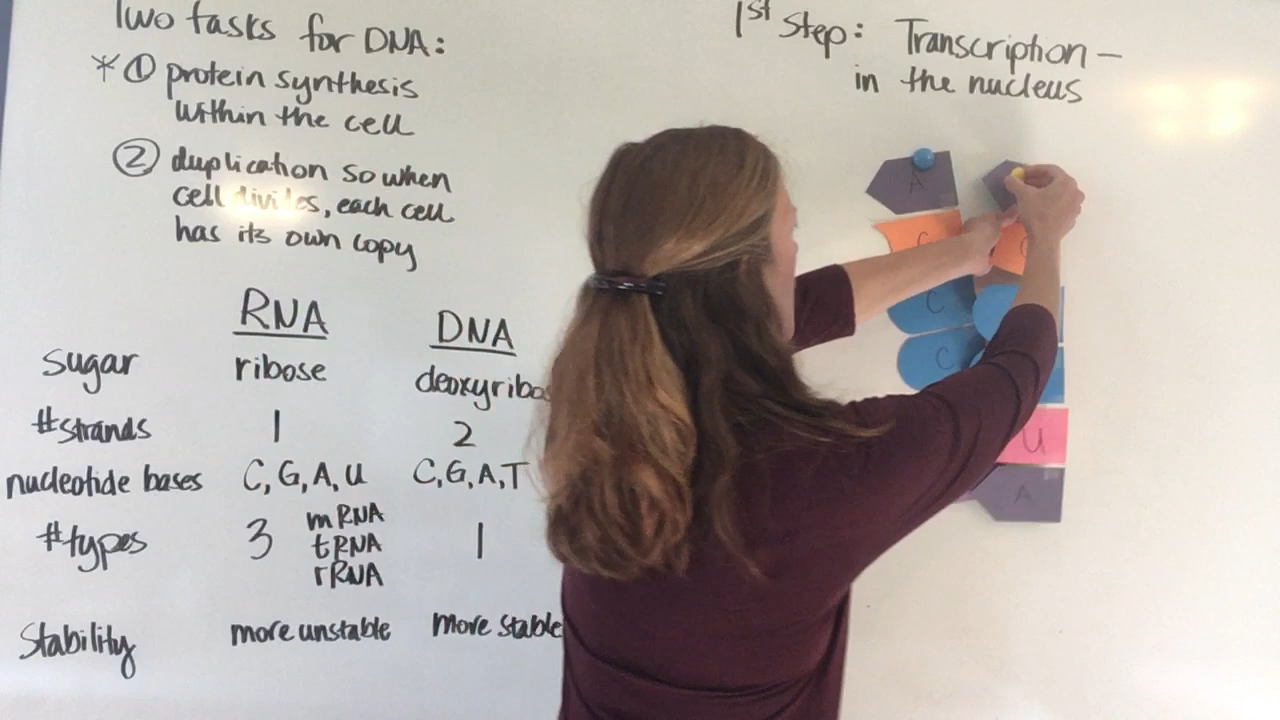 Two tasks for DNA:
* ① protein synthesis
within the cell
② duplication so when
cell divides, each cell
has its own copy
RNA DNA
sugar ribose
#strands 1 2
nucleotide bases C, G, A, U C, G, A, T
#types 3 mRNA 1
tRNA
rRNA
Stability more unstable more stable
1st Step: Transcription –
in the nucleus
A
C
C
U
A